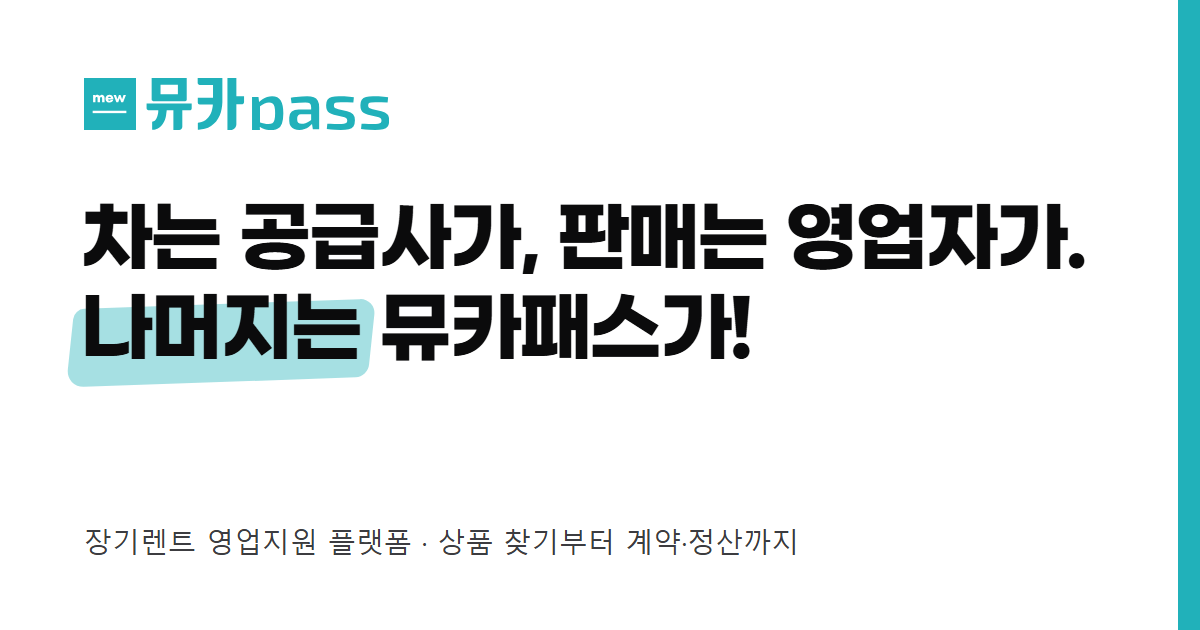 mew 뮤카pass
차는 공급사가, 판매는 영업자가.
나머지는 뮤카패스가!
장기렌트 영업지원 플랫폼 · 상품 찾기부터 계약·정산까지